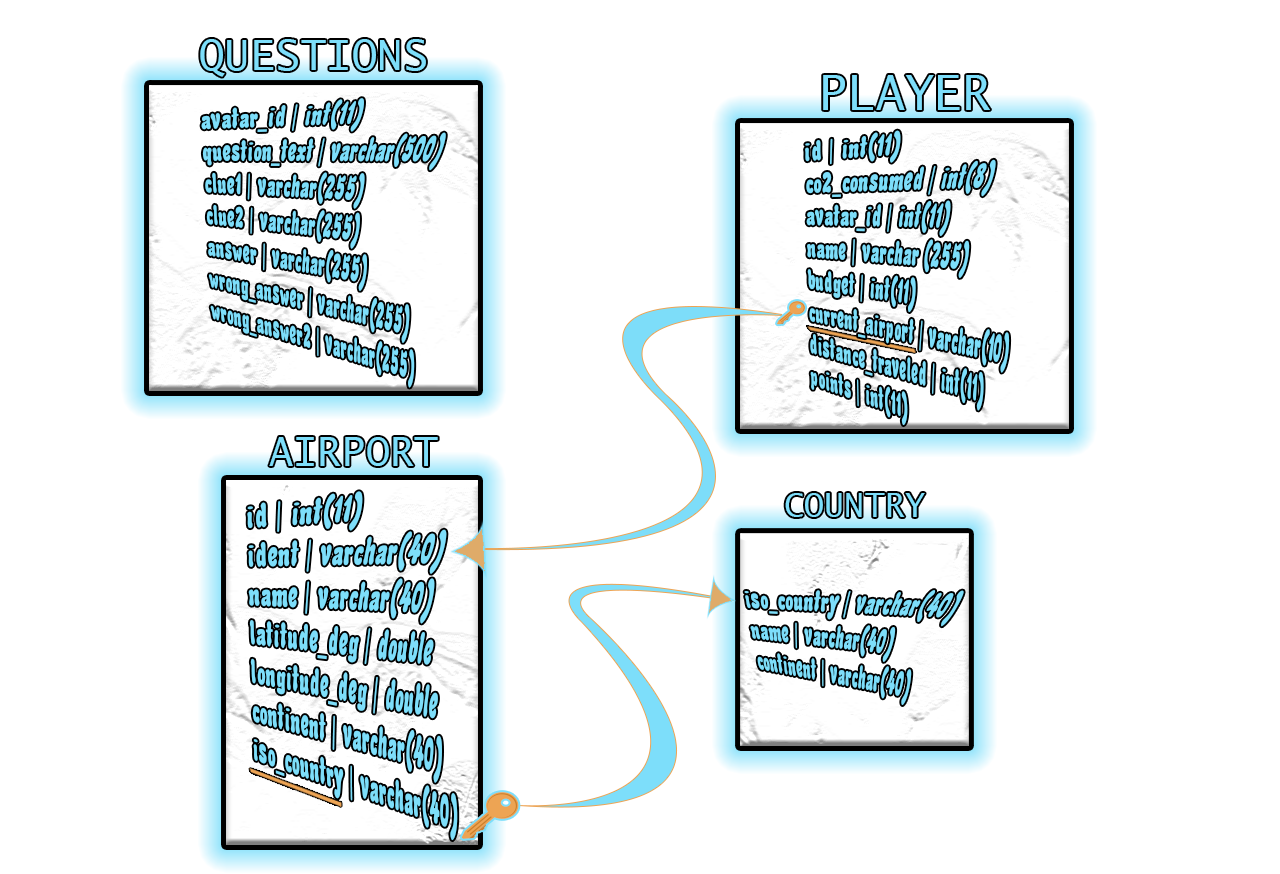 QUESTIONS
avatar_id | int(11)
question_text | varchar(500)
clue1 | varchar(255)
clue2 | varchar(255)
answer | varchar(255)
wrong_answer | varchar(255)
wrong_answer2 | varchar(255)
PLAYER
id | int(11)
co2_consumed | int(8)
avatar_id | int(11)
name | varchar (255)
budget | int(11)
current_airport | varchar(10)
distance_traveled | int(11)
points | int(11)
AIRPORT
id | int(11)
ident | varchar(40)
name | varchar(40)
latitude_deg | double
longitude_deg | double
continent | varchar(40)
iso_country | varchar(40)
COUNTRY
iso_country | varchar(40)
name | varchar(40)
continent | varchar(40)